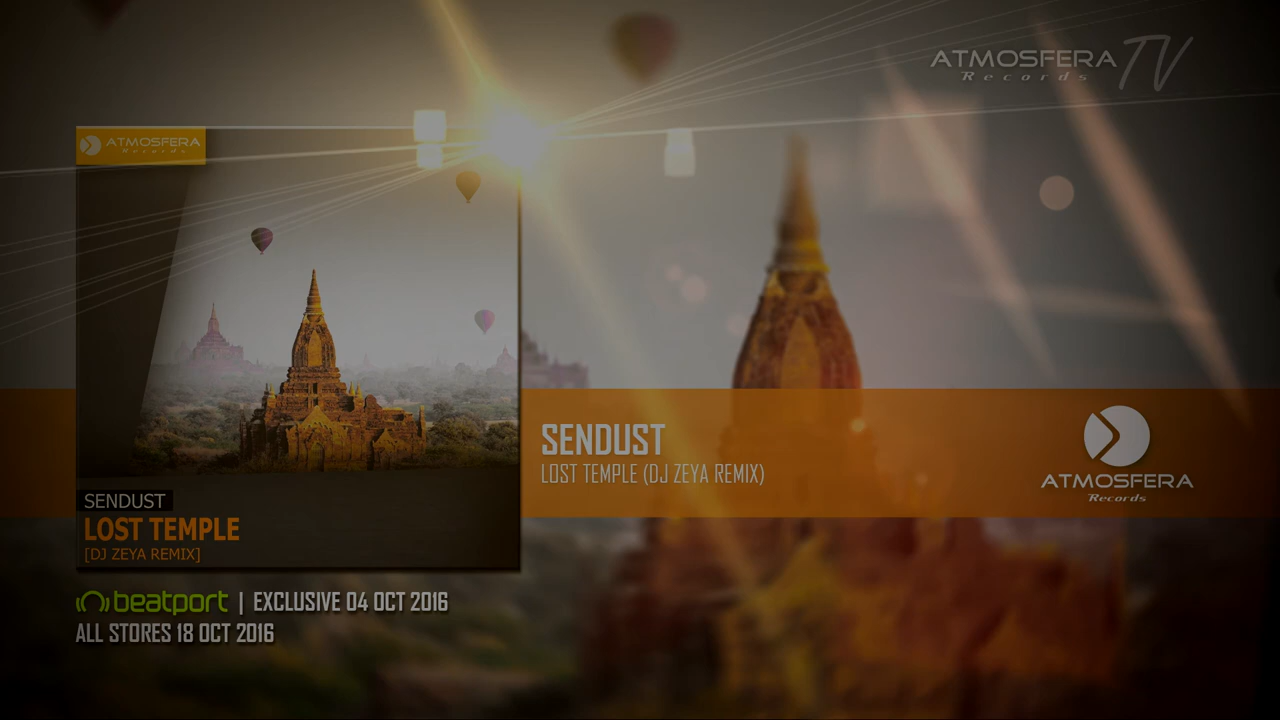 ATMOSFERA TV
Records
ATMOSFERA
Records
SENDUST
LOST TEMPLE (DJ ZEYA REMIX)
ATMOSFERA
Records
SENDUST
LOST TEMPLE
[DJ ZEYA REMIX]
beatport | EXCLUSIVE 04 OCT 2016
ALL STORES 18 OCT 2016